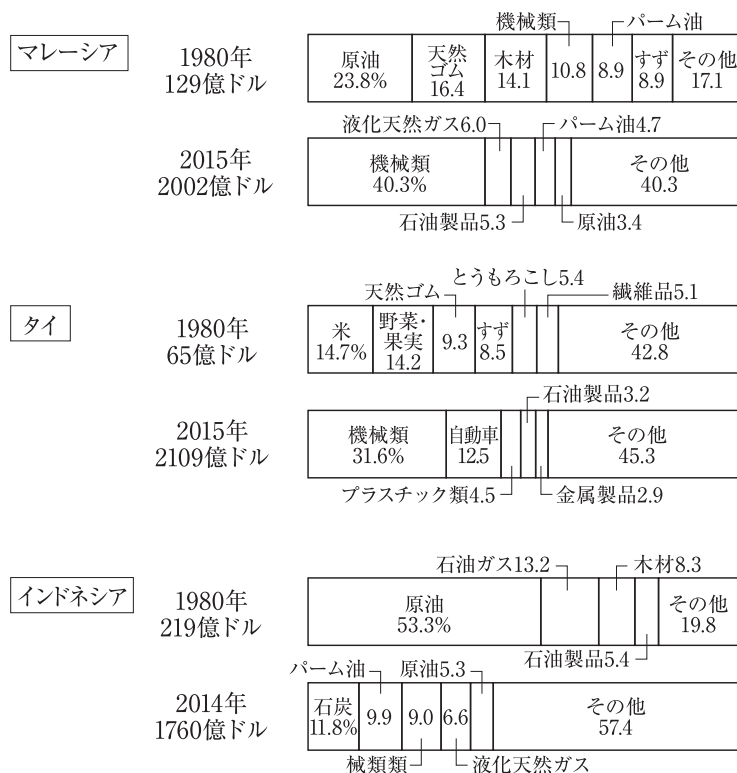 機械類
パーム油
マレーシア
1980年
129億ドル
原油
23.8%
天然
ゴム
16.4
木材
14.1
10.8
8.9
すず
8.9
その他
17.1
液化天然ガス6.0
パーム油4.7
2015年
2002億ドル
機械類
40.3%
その他
40.3
石油製品5.3
原油3.4
とうもろこし5.4
天然ゴム
繊維品5.1
タイ
1980年
65億ドル
米
14.7%
野菜・
果実
14.2
9.3
すず
8.5
その他
42.8
石油製品3.2
2015年
2109億ドル
機械類
31.6%
自動車
12.5
その他
45.3
プラスチック類4.5
金属製品2.9
石油ガス13.2
木材8.3
インドネシア
1980年
219億ドル
原油
53.3%
その他
19.8
石油製品5.4
パーム油
原油5.3
2014年
1760億ドル
石炭
11.8%
9.9
9.0
6.6
その他
57.4
械類類
液化天然ガス